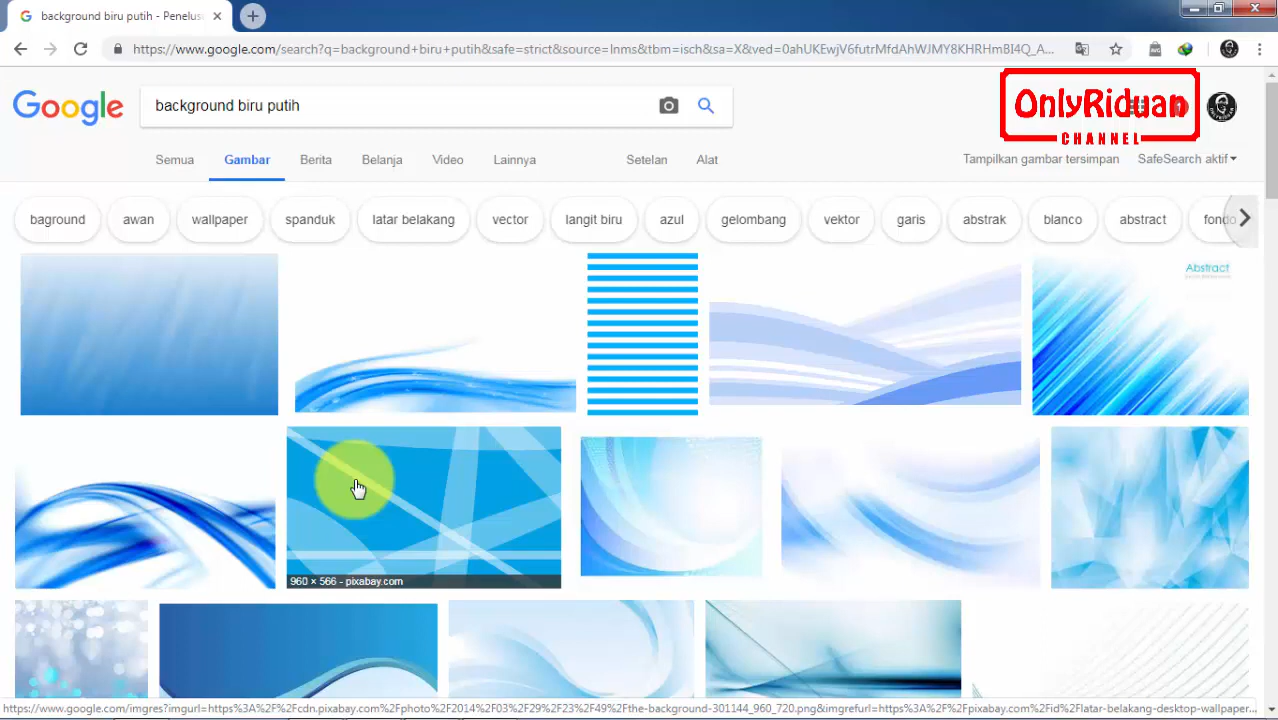 background biru putih - Penelus
https://www.google.com/search?q=background+biru+putih&safe=strict&source=lnms&tbm=isch&sa=X&ved=0ahUKEwjV6futrMfdAhWJMY8KHRHmBI4Q_A...
Google
background biru putih
OnlyRiduan
CHANNEL
Semua Gambar Berita Belanja Video Lainnya Setelan Alat Tampilkan gambar tersimpan SafeSearch aktif
baground awan wallpaper spanduk latar belakang vector langit biru azul gelombang vektor garis abstrak blanco abstract fondo
Abstract
960 × 566 - pixabay.com
https://www.google.com/imgres?imgurl=https%3A%2F%2Fcdn.pixabay.com%2Fphoto%2F2014%2F03%2F29%2F23%2F49%2Fthe-background-301144_960_720.png&imgrefurl=https%3A%2F%2Fpixabay.com%2Fid%2Flatar-belakang-desktop-wallpaper...